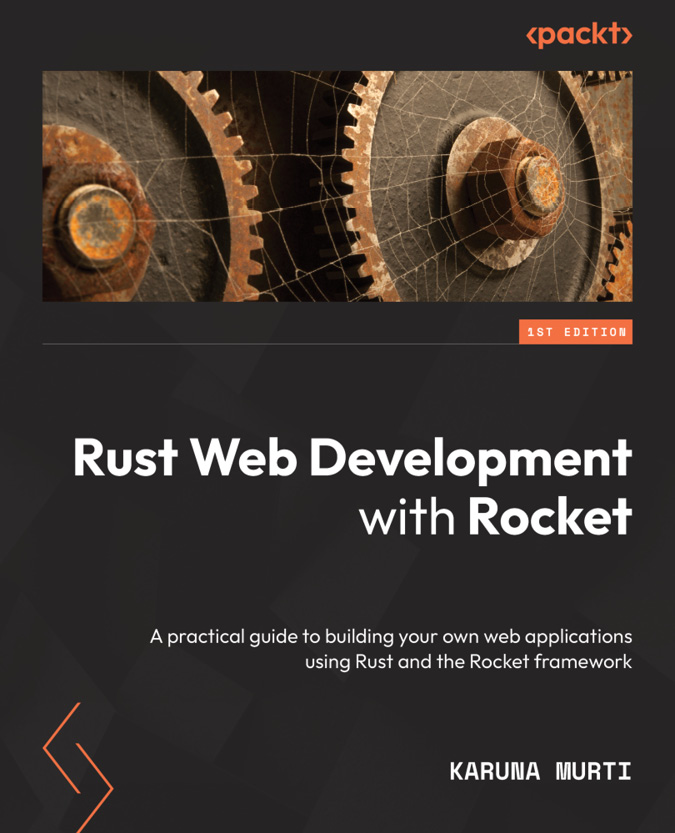 <packt>
1ST EDITION
Rust Web Development
with Rocket
A practical guide to building your own web applications
using Rust and the Rocket framework
KARUNA MURTI